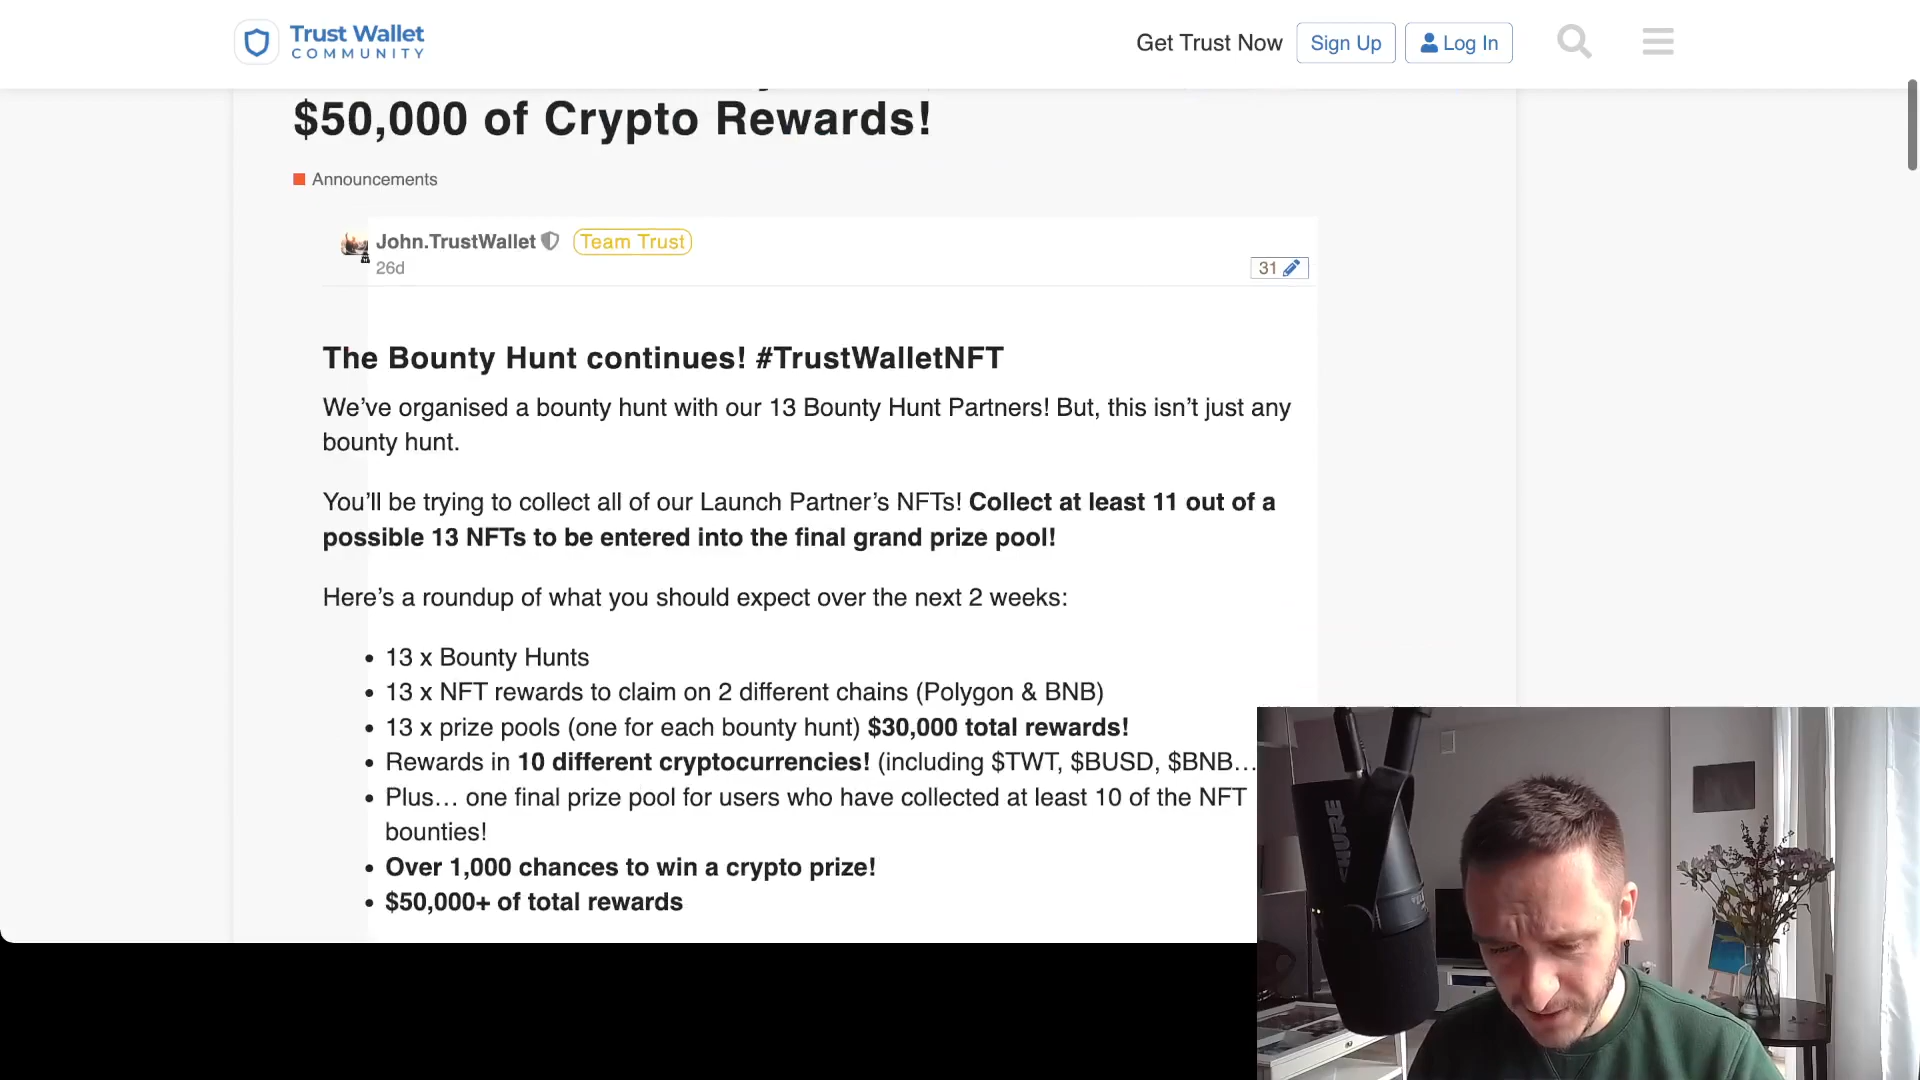 Trust Wallet
COMMUNITY
Get Trust Now
Sign Up
Log In
$50,000 of Crypto Rewards!
Announcements
John.TrustWallet
Team Trust
26d
31
The Bounty Hunt continues! #TrustWalletNFT
We’ve organised a bounty hunt with our 13 Bounty Hunt Partners! But, this isn’t just any
bounty hunt.
You’ll be trying to collect all of our Launch Partner’s NFTs! Collect at least 11 out of a
possible 13 NFTs to be entered into the final grand prize pool!
Here’s a roundup of what you should expect over the next 2 weeks:
• 13 x Bounty Hunts
• 13 x NFT rewards to claim on 2 different chains (Polygon & BNB)
• 13 x prize pools (one for each bounty hunt) $30,000 total rewards!
• Rewards in 10 different cryptocurrencies! (including $TWT, $BUSD, $BNB…
• Plus… one final prize pool for users who have collected at least 10 of the NFT
bounties!
• Over 1,000 chances to win a crypto prize!
• $50,000+ of total rewards
SHURE